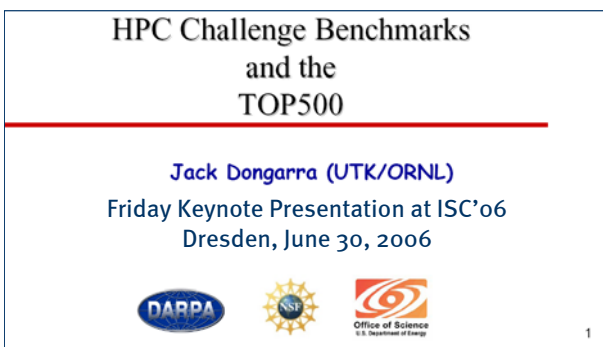 HPC Challenge Benchmarks
and the
TOP500
Jack Dongarra (UTK/ORNL)
Friday Keynote Presentation at ISC'06
Dresden, June 30, 2006
DARPA
NSF
Office of Science
U.S. Department of Energy
1